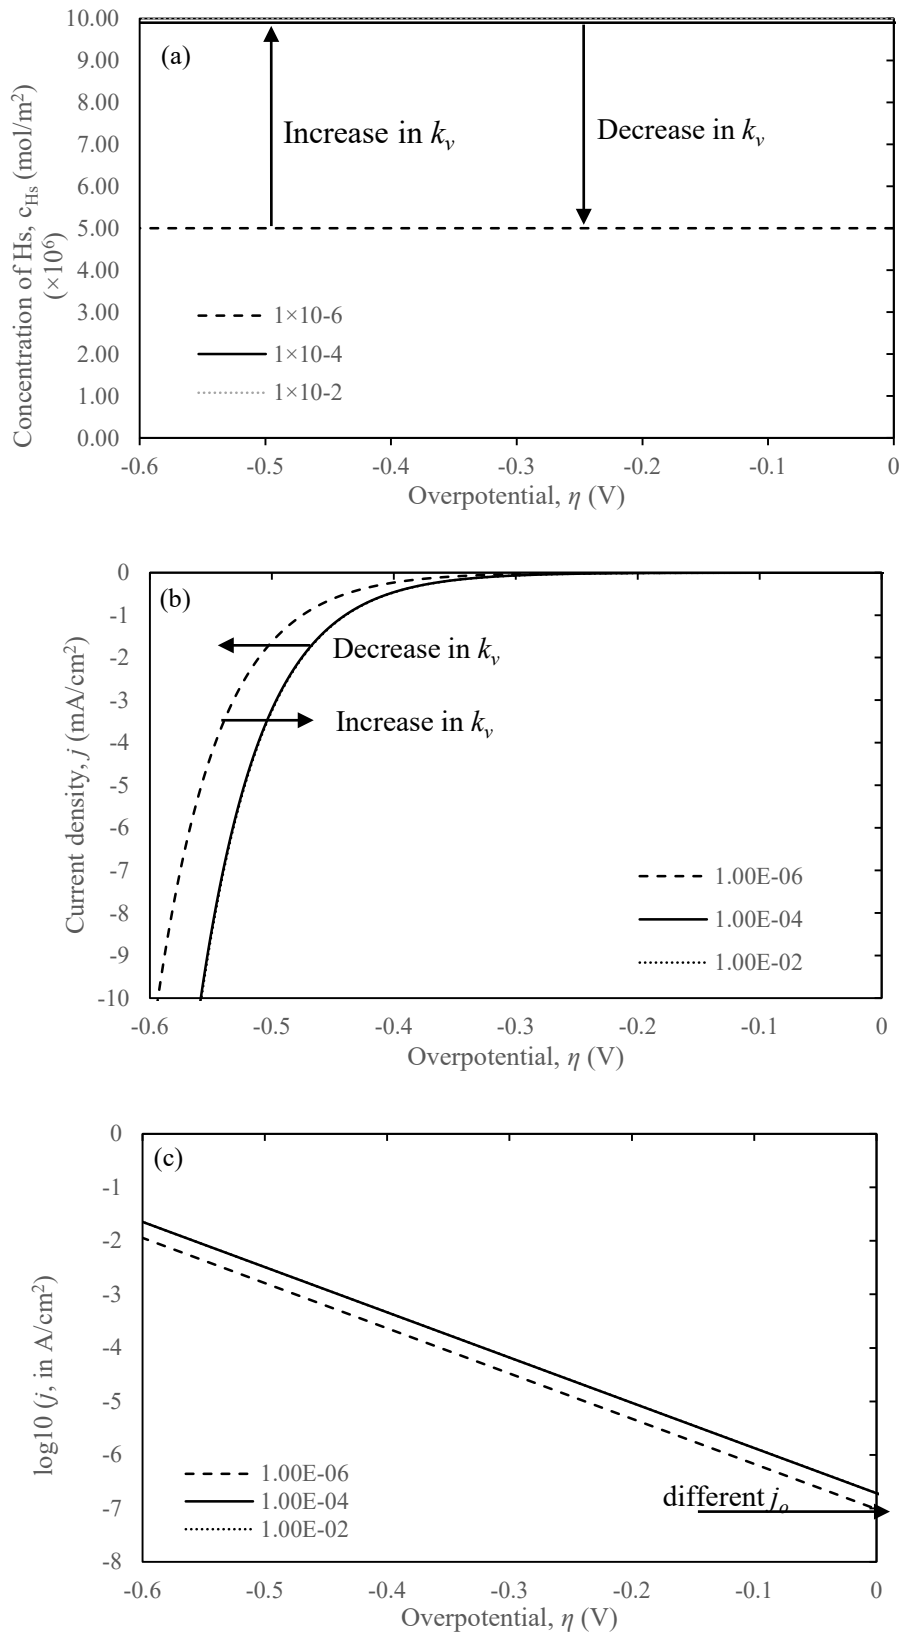 10.00
(a)
9.00
8.00
Increase in kᵥ
Decrease in kᵥ
7.00
6.00
5.00
4.00
3.00
2.00
1.00
0.00
Concentration of Hs, c_Hs (mol/m²)
(×10⁶)
1×10-6
1×10-4
1×10-2
-0.6 -0.5 -0.4 -0.3 -0.2 -0.1 0
Overpotential, η (V)
0
(b)
-1
-2
Decrease in kᵥ
-3
Increase in kᵥ
-4
-5
-6
-7
-8
-9
-10
Current density, j (mA/cm²)
1.00E-06
1.00E-04
1.00E-02
-0.6 -0.5 -0.4 -0.3 -0.2 -0.1 0
Overpotential, η (V)
0
(c)
-1
-2
-3
-4
-5
-6
-7
-8
log10 (j, in A/cm²)
1.00E-06
1.00E-04
1.00E-02
different jₒ
-0.6 -0.5 -0.4 -0.3 -0.2 -0.1 0
Overpotential, η (V)